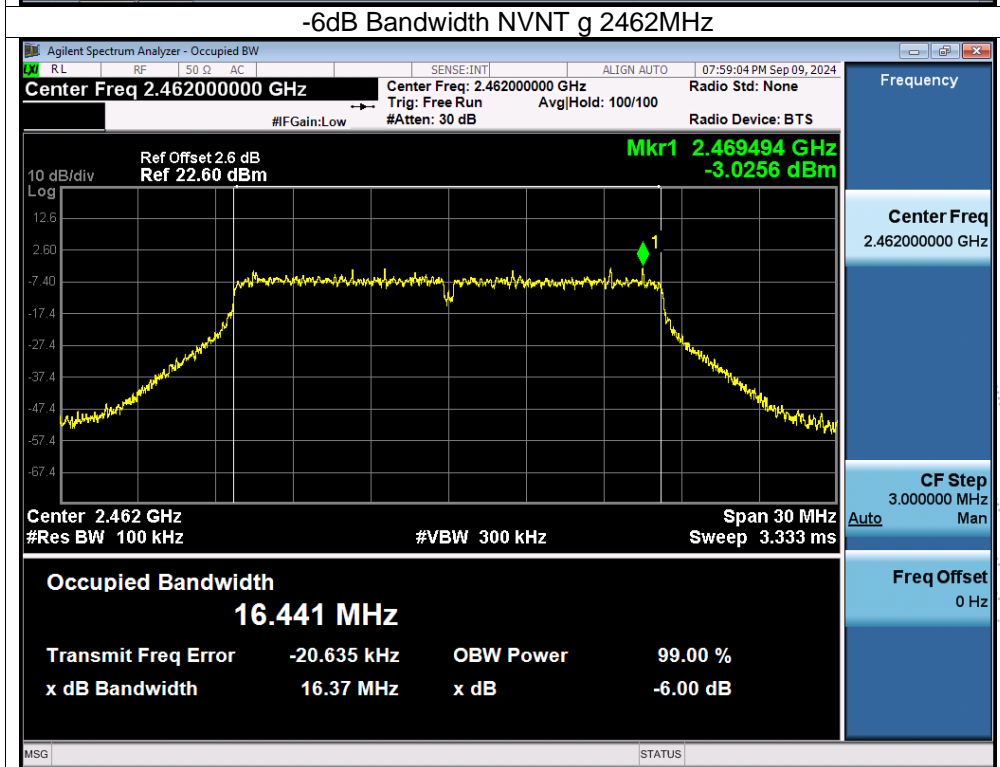 -6dB Bandwidth NVNT g 2462MHz
Agilent Spectrum Analyzer - Occupied BW
LXI RL RF 50 Ω AC SENSE:INT ALIGN AUTO 07:59:04 PM Sep 09, 2024
Center Freq 2.462000000 GHz
Center Freq: 2.462000000 GHz Radio Std: None
Trig: Free Run Avg|Hold: 100/100
#IFGain:Low #Atten: 30 dB Radio Device: BTS
Frequency
Mkr1 2.469494 GHz
-3.0256 dBm
Ref Offset 2.6 dB
10 dB/div Ref 22.60 dBm
Log
12.6
2.60
-7.40
-17.4
-27.4
-37.4
-47.4
-57.4
-67.4
1
Center 2.462 GHz Span 30 MHz
#Res BW 100 kHz #VBW 300 kHz Sweep 3.333 ms
Center Freq
2.462000000 GHz
CF Step
3.000000 MHz
Auto Man
Freq Offset
0 Hz
Occupied Bandwidth
16.441 MHz
Transmit Freq Error -20.635 kHz OBW Power 99.00 %
x dB Bandwidth 16.37 MHz x dB -6.00 dB
MSG STATUS